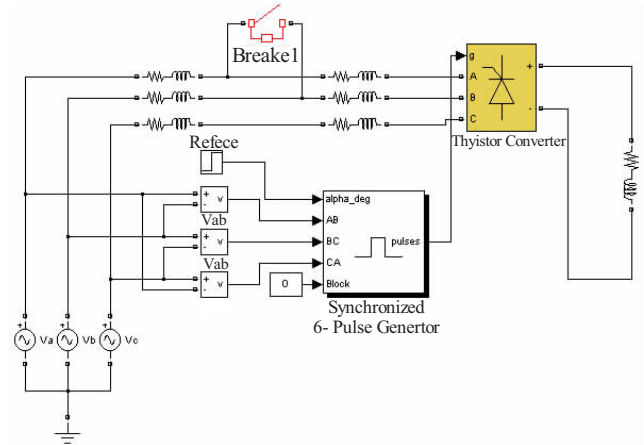 Breake1
g
A
B
C
+
-
Thyistor Converter
Refece
+
-
v
Vab
+
-
v
Vab
+
-
v
alpha_deg
AB
BC
CA
Block
pulses
0
Synchronized
6- Pulse Genertor
+
Va
+
Vb
+
Vc